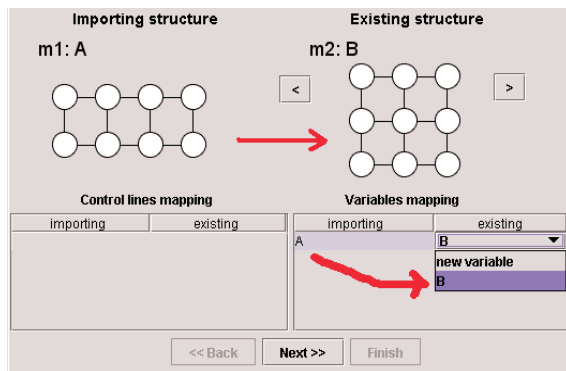 Importing structure Existing structure
m1: A m2: B
< >
Control lines mapping Variables mapping
importing existing importing existing
A B
new variable
B
<< Back Next >> Finish